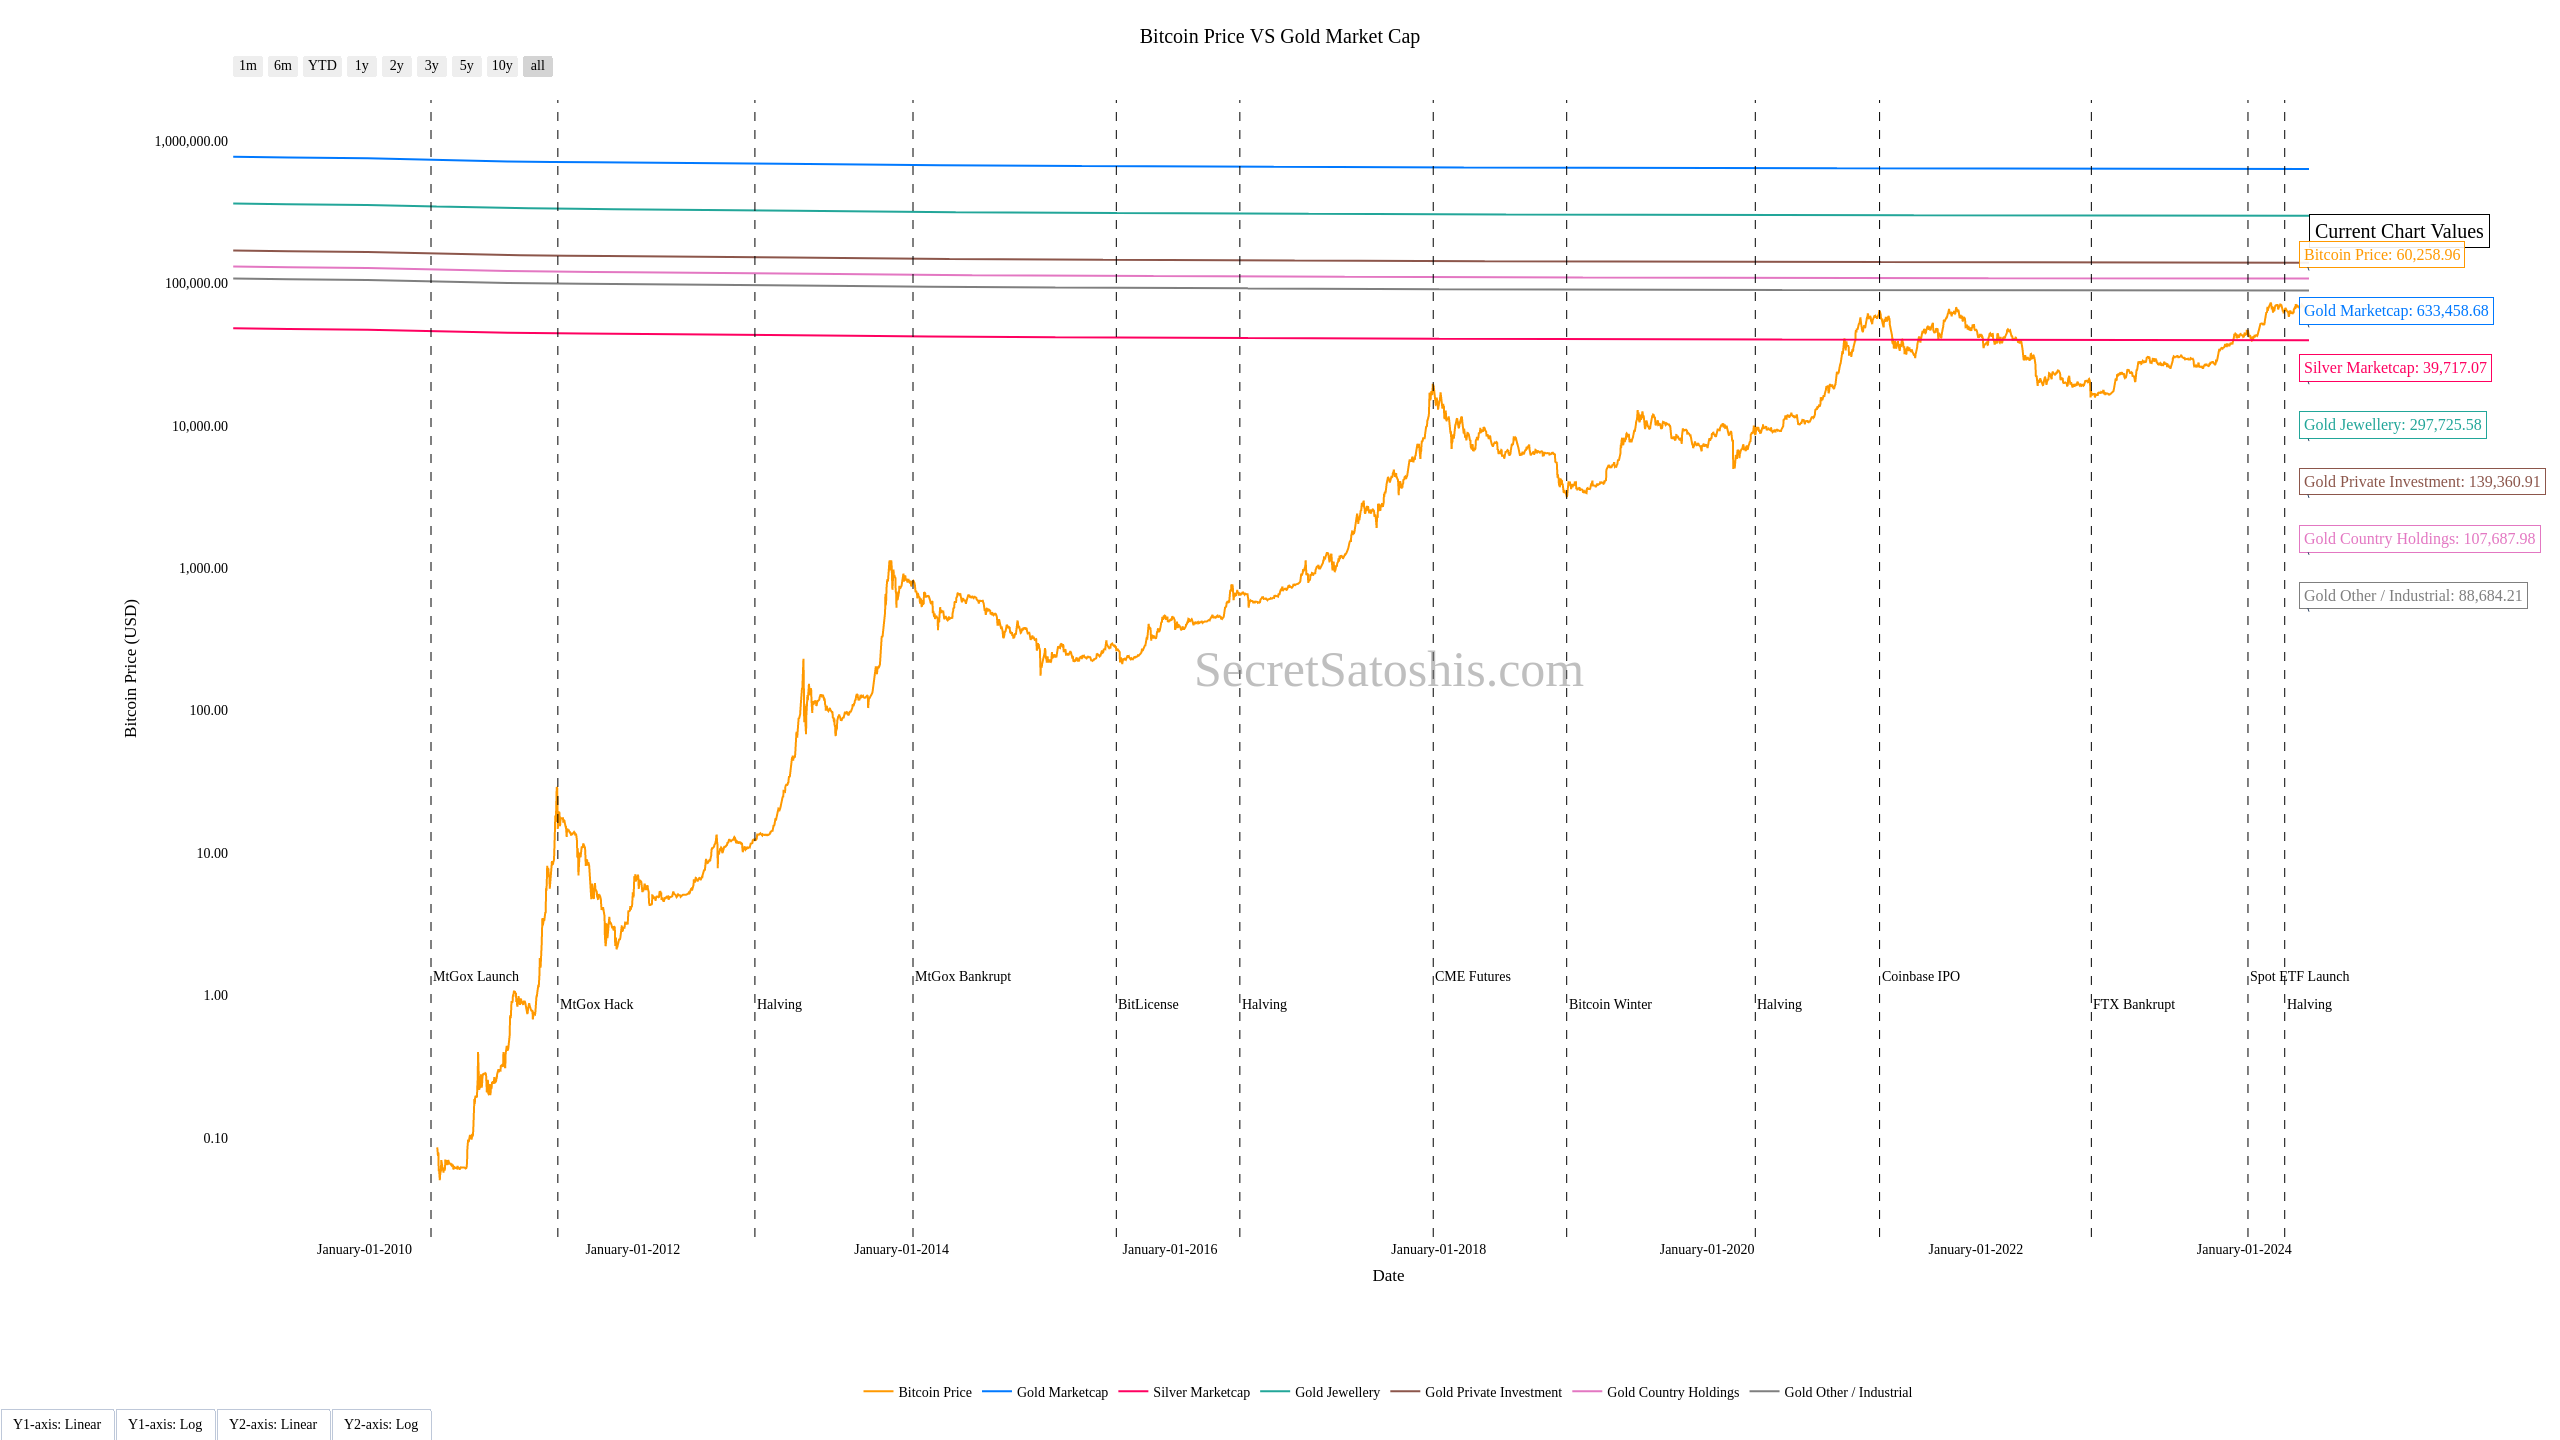 Bitcoin Price VS Gold Market Cap
1m 6m YTD 1y 2y 3y 5y 10y all
1,000,000.00
100,000.00
10,000.00
1,000.00
100.00
10.00
1.00
0.10
Bitcoin Price (USD)
Current Chart Values
Bitcoin Price: 60,258.96
Gold Marketcap: 633,458.68
Silver Marketcap: 39,717.07
Gold Jewellery: 297,725.58
Gold Private Investment: 139,360.91
Gold Country Holdings: 107,687.98
Gold Other / Industrial: 88,684.21
SecretSatoshis.com
MtGox Launch
MtGox Hack
Halving
MtGox Bankrupt
BitLicense
Halving
CME Futures
Bitcoin Winter
Halving
Coinbase IPO
FTX Bankrupt
Spot ETF Launch
Halving
January-01-2010 January-01-2012 January-01-2014 January-01-2016 January-01-2018 January-01-2020 January-01-2022 January-01-2024
Date
Bitcoin Price Gold Marketcap Silver Marketcap Gold Jewellery Gold Private Investment Gold Country Holdings Gold Other / Industrial
Y1-axis: Linear Y1-axis: Log Y2-axis: Linear Y2-axis: Log